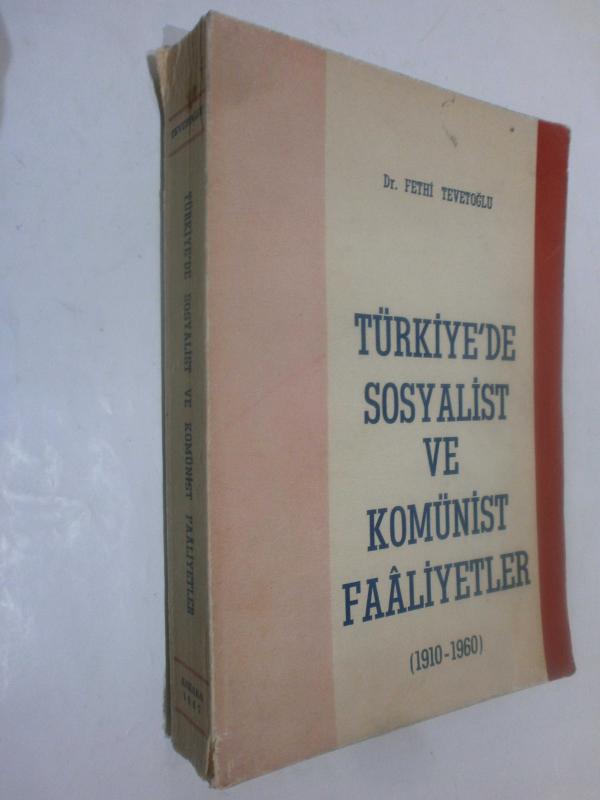 Dr. FETHİ TEVETOĞLU
TÜRKİYE'DE
SOSYALİST
VE
KOMÜNİST
FAÂLİYETLER
(1910-1960)
TÜRKİYE'DE SOSYALİST VE KOMÜNİST FAÂLİYETLER
ANKARA